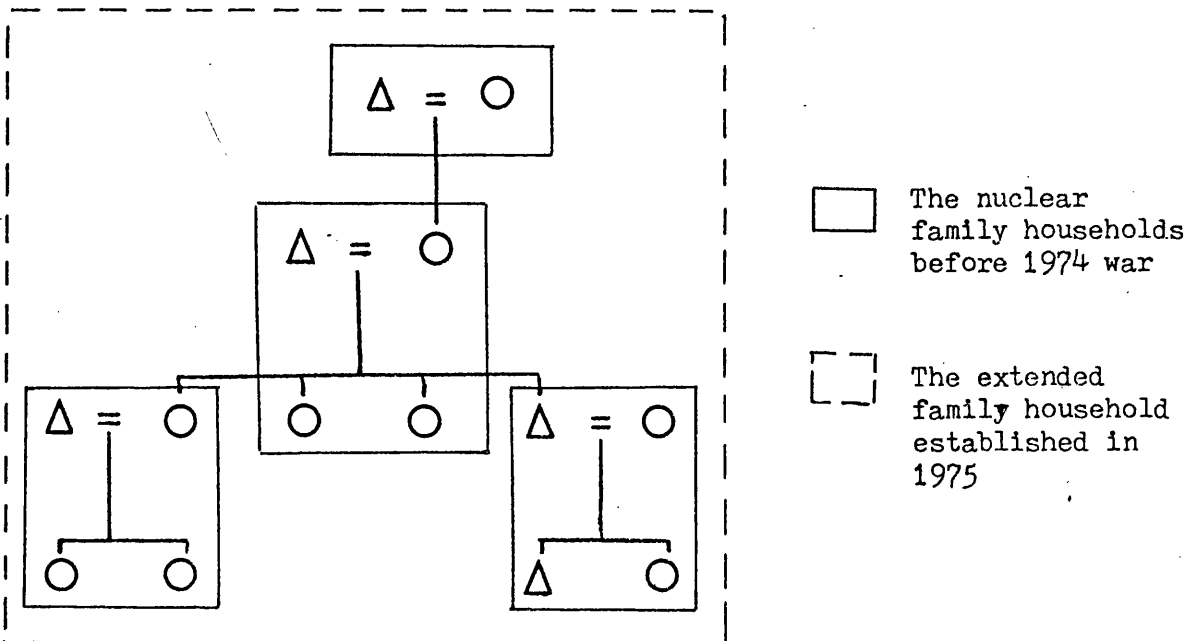 The nuclear
family households
before 1974 war
The extended
family household
established in
1975